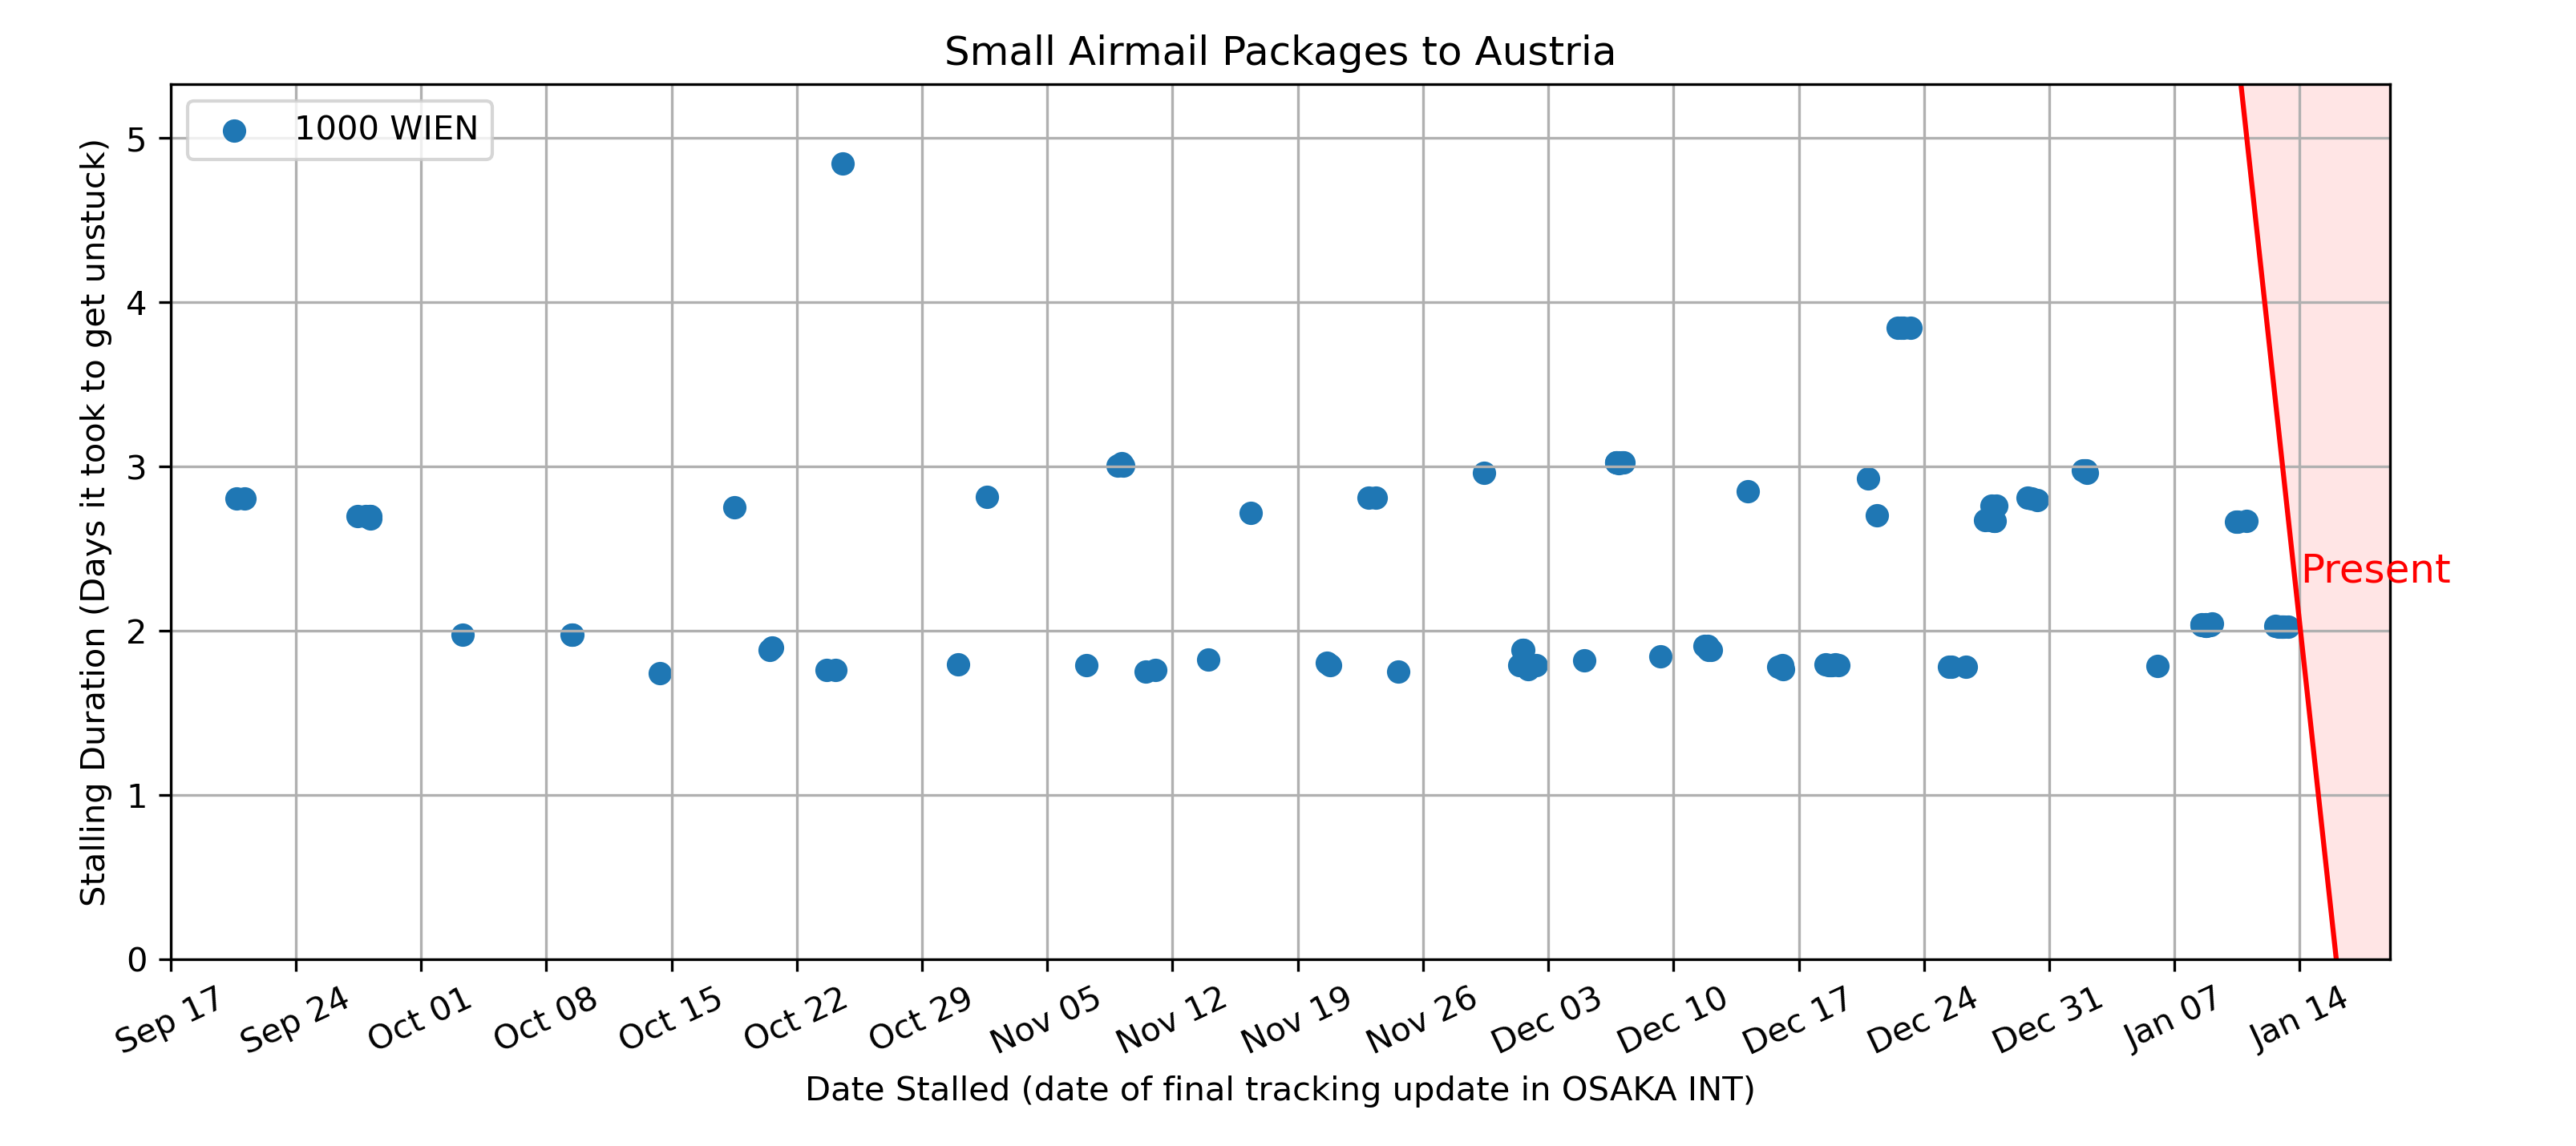 Small Airmail Packages to Austria
1000 WIEN
Stalling Duration (Days it took to get unstuck)
5
4
3
2
1
0
Present
Sep 17
Sep 24
Oct 01
Oct 08
Oct 15
Oct 22
Oct 29
Nov 05
Nov 12
Nov 19
Nov 26
Dec 03
Dec 10
Dec 17
Dec 24
Dec 31
Jan 07
Jan 14
Date Stalled (date of final tracking update in OSAKA INT)